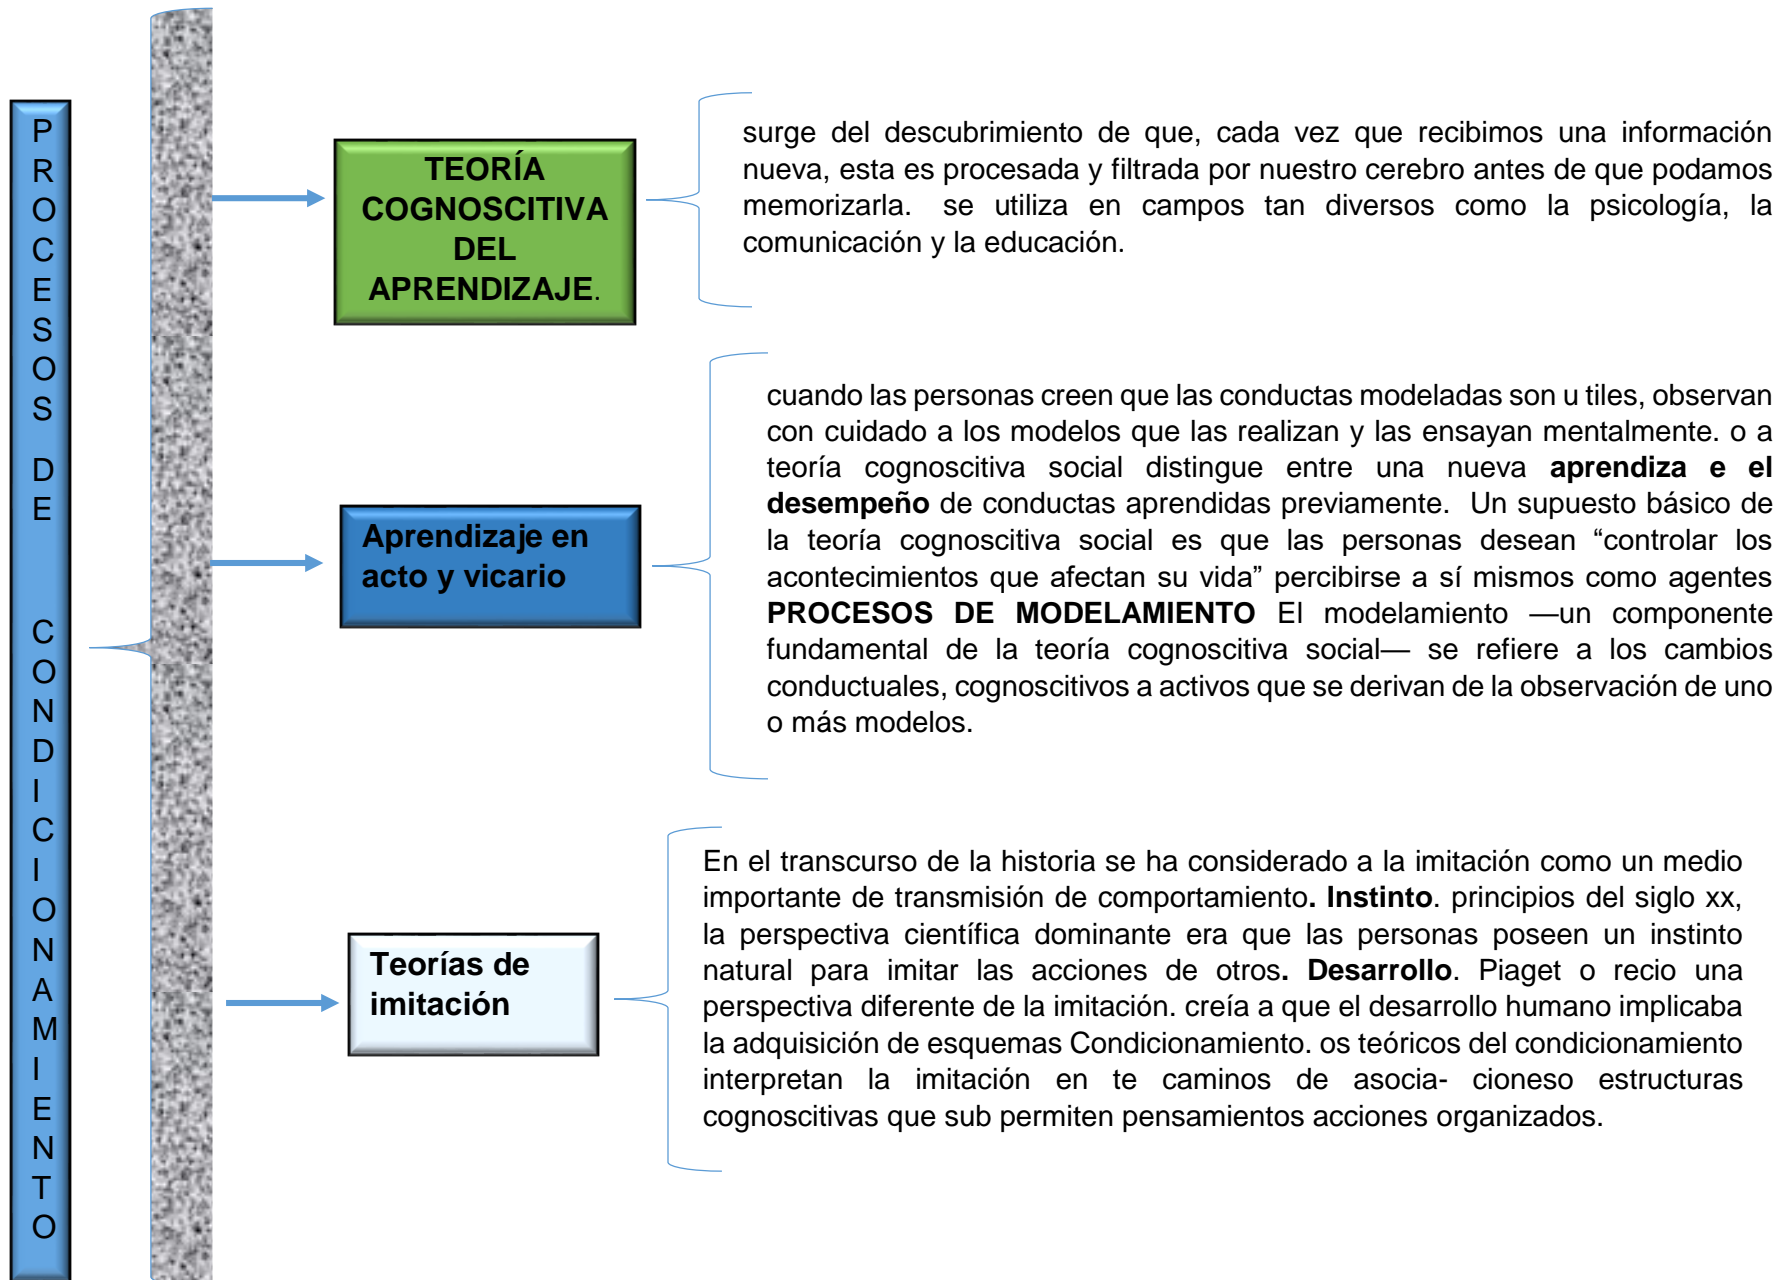 PROCESOS DE CONDICIONAMIENTO
TEORÍA
COGNOSCITIVA
DEL
APRENDIZAJE.
surge del descubrimiento de que, cada vez que recibimos una información
nueva, esta es procesada y filtrada por nuestro cerebro antes de que podamos
memorizarla. se utiliza en campos tan diversos como la psicología, la
comunicación y la educación.
Aprendizaje en
acto y vicario
cuando las personas creen que las conductas modeladas son u tiles, observan
con cuidado a los modelos que las realizan y las ensayan mentalmente. o a
teoría cognoscitiva social distingue entre una nueva aprendiza e el
desempeño de conductas aprendidas previamente. Un supuesto básico de
la teoría cognoscitiva social es que las personas desean “controlar los
acontecimientos que afectan su vida” percibirse a sí mismos como agentes
PROCESOS DE MODELAMIENTO El modelamiento —un componente
fundamental de la teoría cognoscitiva social— se refiere a los cambios
conductuales, cognoscitivos a activos que se derivan de la observación de uno
o más modelos.
Teorías de
imitación
En el transcurso de la historia se ha considerado a la imitación como un medio
importante de transmisión de comportamiento. Instinto. principios del siglo xx,
la perspectiva científica dominante era que las personas poseen un instinto
natural para imitar las acciones de otros. Desarrollo. Piaget o recio una
perspectiva diferente de la imitación. creía a que el desarrollo humano implicaba
la adquisición de esquemas Condicionamiento. os teóricos del condicionamiento
interpretan la imitación en te caminos de asocia- cioneso estructuras
cognoscitivas que sub permiten pensamientos acciones organizados.